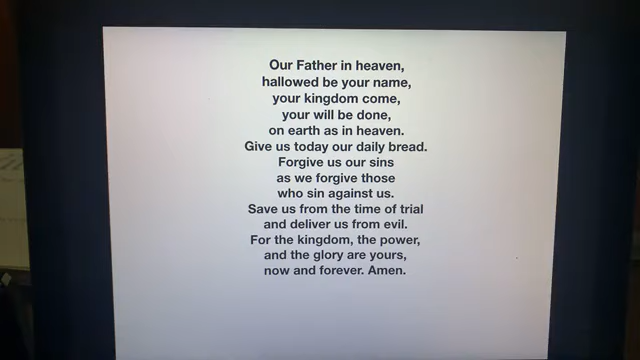 Our Father in heaven,
hallowed be your name,
your kingdom come,
your will be done,
on earth as in heaven.
Give us today our daily bread.
Forgive us our sins
as we forgive those
who sin against us.
Save us from the time of trial
and deliver us from evil.
For the kingdom, the power,
and the glory are yours,
now and forever. Amen.